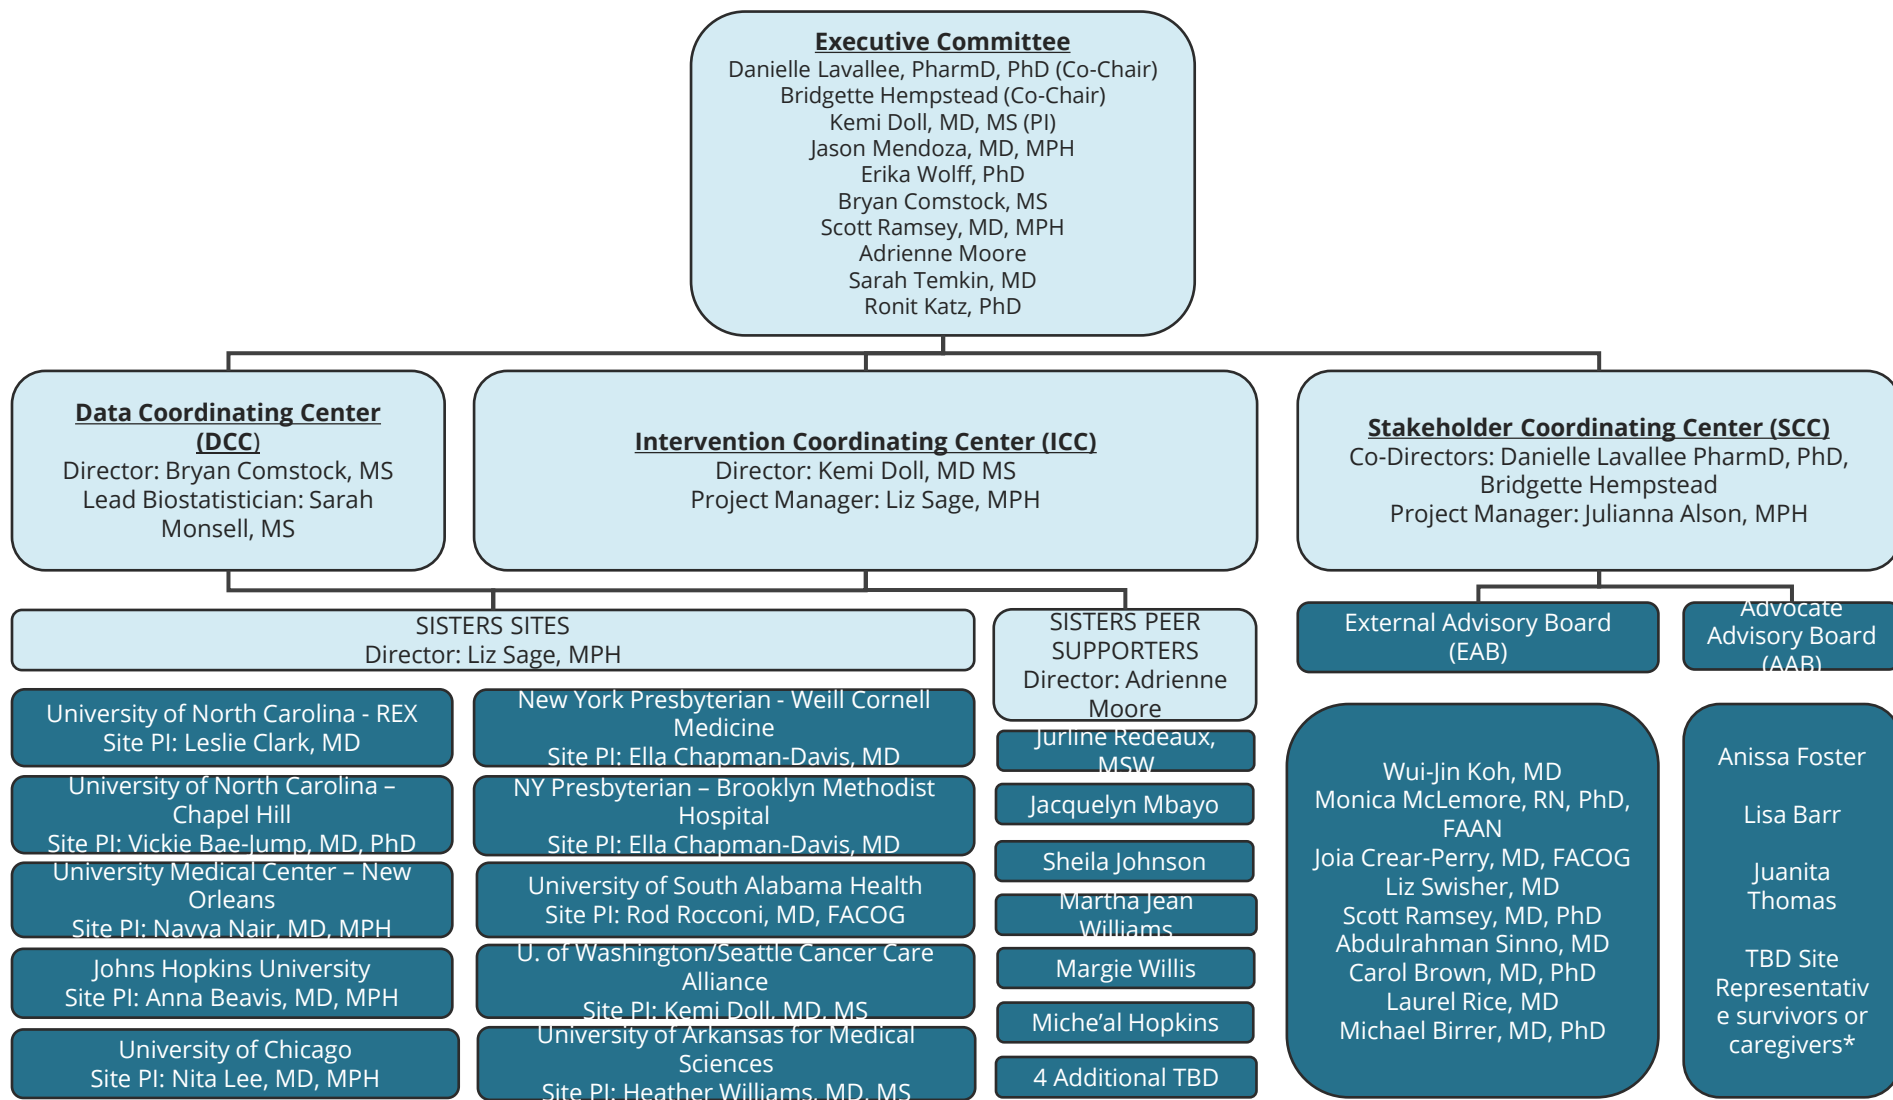 Executive Committee
Danielle Lavallee, PharmD, PhD (Co-Chair)
Bridgette Hempstead (Co-Chair)
Kemi Doll, MD, MS (PI)
Jason Mendoza, MD, MPH
Erika Wolff, PhD
Bryan Comstock, MS
Scott Ramsey, MD, MPH
Adrienne Moore
Sarah Temkin, MD
Ronit Katz, PhD
Data Coordinating Center
(DCC)
Director: Bryan Comstock, MS
Lead Biostatistician: Sarah
Monsell, MS
Intervention Coordinating Center (ICC)
Director: Kemi Doll, MD MS
Project Manager: Liz Sage, MPH
Stakeholder Coordinating Center (SCC)
Co-Directors: Danielle Lavallee PharmD, PhD,
Bridgette Hempstead
Project Manager: Julianna Alson, MPH
SISTERS SITES
Director: Liz Sage, MPH
University of North Carolina - REX
Site PI: Leslie Clark, MD
University of North Carolina –
Chapel Hill
Site PI: Vickie Bae-Jump, MD, PhD
University Medical Center – New
Orleans
Site PI: Navya Nair, MD, MPH
Johns Hopkins University
Site PI: Anna Beavis, MD, MPH
University of Chicago
Site PI: Nita Lee, MD, MPH
New York Presbyterian - Weill Cornell
Medicine
Site PI: Ella Chapman-Davis, MD
NY Presbyterian – Brooklyn Methodist
Hospital
Site PI: Ella Chapman-Davis, MD
University of South Alabama Health
Site PI: Rod Rocconi, MD, FACOG
U. of Washington/Seattle Cancer Care
Alliance
Site PI: Kemi Doll, MD, MS
University of Arkansas for Medical
Sciences
Site PI: Heather Williams, MD, MS
SISTERS PEER
SUPPORTERS
Director: Adrienne
Moore
Jurline Redeaux,
MSW
Jacquelyn Mbayo
Sheila Johnson
Martha Jean
Williams
Margie Willis
Miche’al Hopkins
4 Additional TBD
External Advisory Board
(EAB)
Wui-Jin Koh, MD
Monica McLemore, RN, PhD,
FAAN
Joia Crear-Perry, MD, FACOG
Liz Swisher, MD
Scott Ramsey, MD, PhD
Abdulrahman Sinno, MD
Carol Brown, MD, PhD
Laurel Rice, MD
Michael Birrer, MD, PhD
Advocate
Advisory Board
(AAB)
Anissa Foster
Lisa Barr
Juanita
Thomas
TBD Site
Representativ
e survivors or
caregivers*